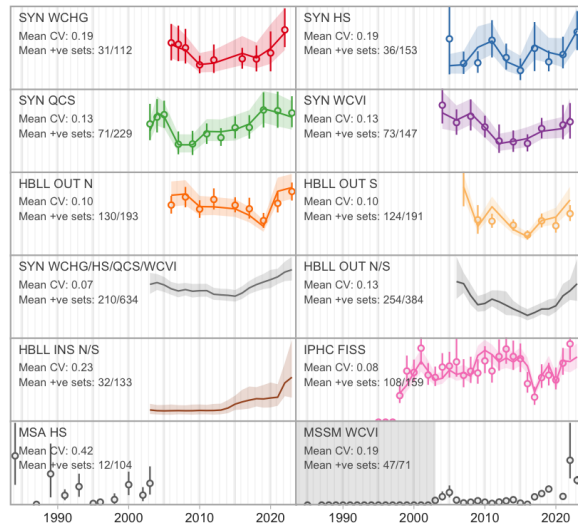 SYN WCHG
Mean CV: 0.19
Mean +ve sets: 31/112
SYN HS
Mean CV: 0.19
Mean +ve sets: 36/153
SYN QCS
Mean CV: 0.13
Mean +ve sets: 71/229
SYN WCVI
Mean CV: 0.13
Mean +ve sets: 73/147
HBLL OUT N
Mean CV: 0.10
Mean +ve sets: 130/193
HBLL OUT S
Mean CV: 0.10
Mean +ve sets: 124/191
SYN WCHG/HS/QCS/WCVI
Mean CV: 0.07
Mean +ve sets: 210/634
HBLL OUT N/S
Mean CV: 0.13
Mean +ve sets: 254/384
HBLL INS N/S
Mean CV: 0.23
Mean +ve sets: 32/133
IPHC FISS
Mean CV: 0.08
Mean +ve sets: 108/159
MSA HS
Mean CV: 0.42
Mean +ve sets: 12/104
MSSM WCVI
Mean CV: 0.19
Mean +ve sets: 47/71
1990 2000 2010 2020 1990 2000 2010 2020